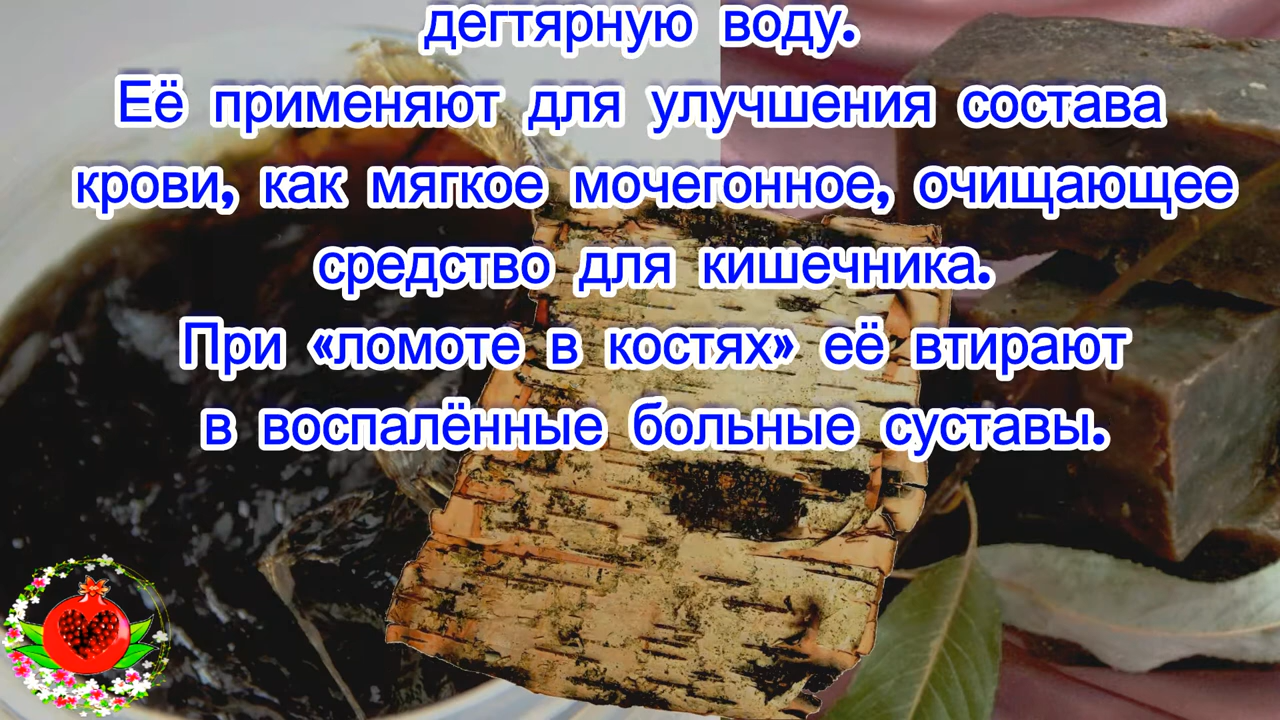 дегтярную воду.
Её применяют для улучшения состава
крови, как мягкое мочегонное, очищающее
средство для кишечника.
При «ломоте в костях» её втирают
в воспалённые больные суставы.